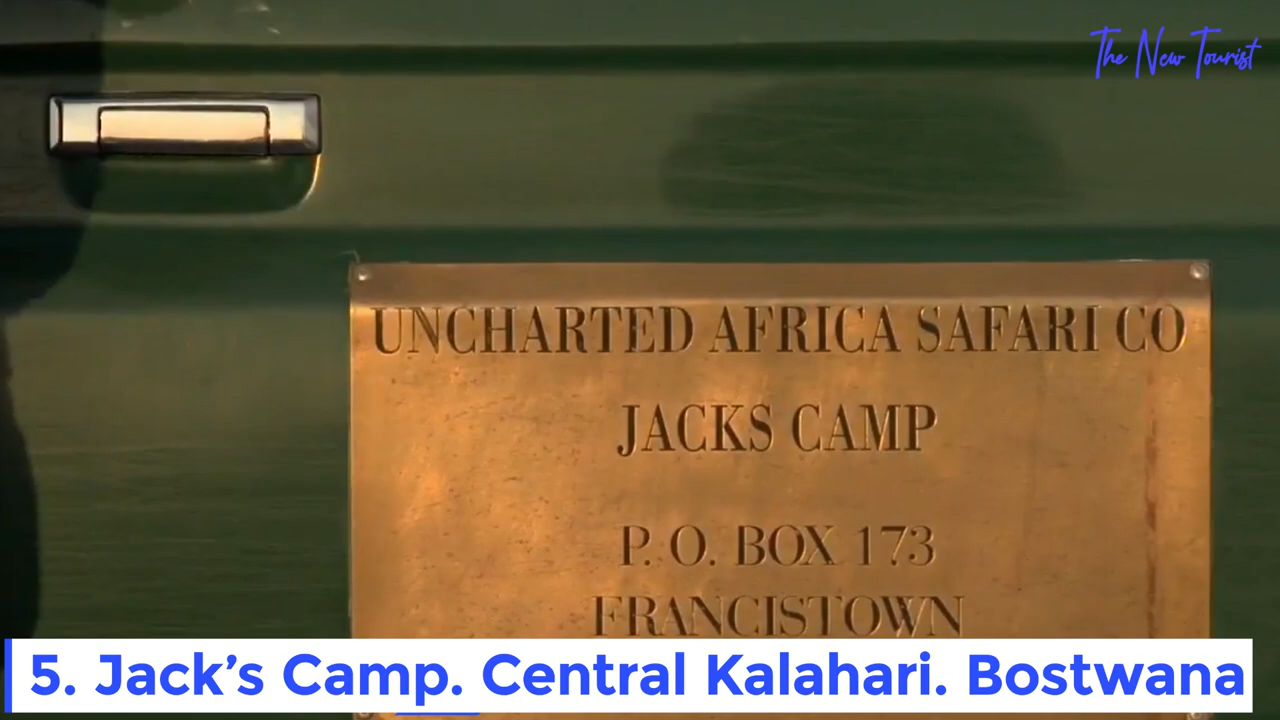 The New Tourist
UNCHARTED AFRICA SAFARI CO
JACKS CAMP
P. O. BOX 173
FRANCISTOWN
5. Jack’s Camp. Central Kalahari. Bostwana